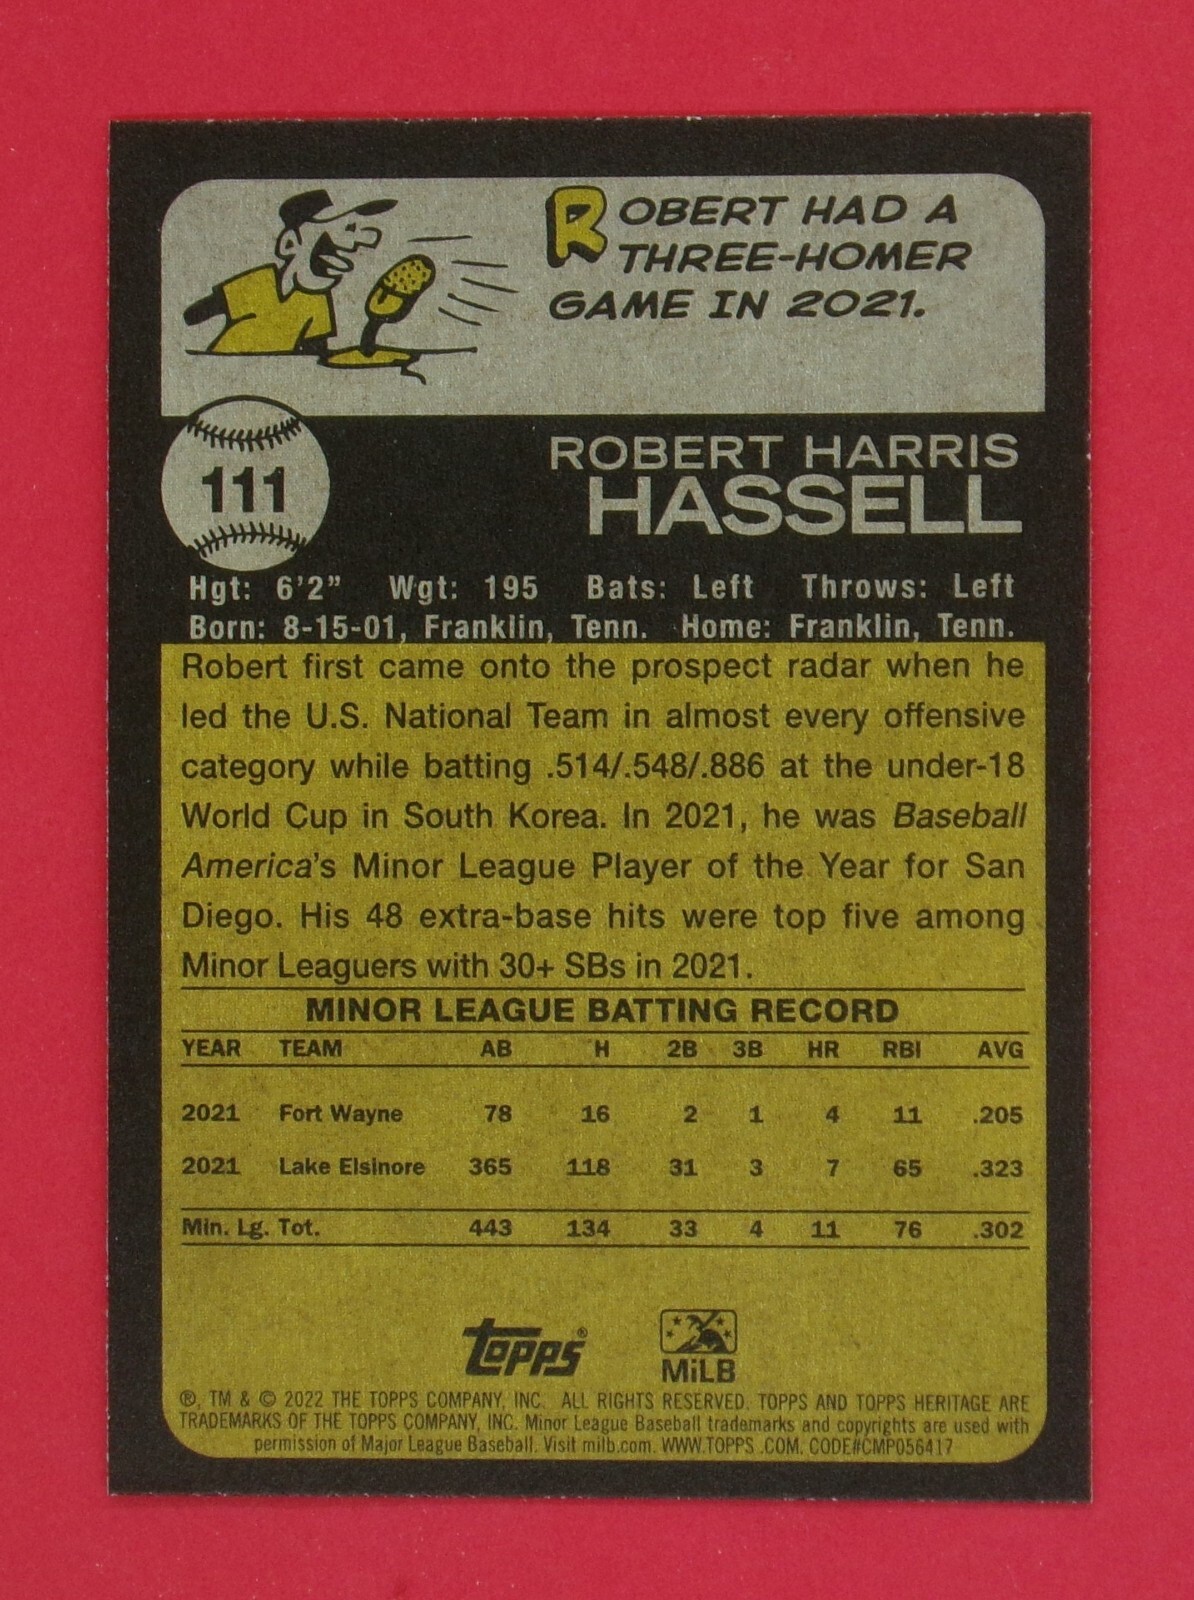 ROBERT HAD A
THREE-HOMER
GAME IN 2021.
111
ROBERT HARRIS
HASSELL
Hgt: 6'2" Wgt: 195 Bats: Left Throws: Left
Born: 8-15-01, Franklin, Tenn. Home: Franklin, Tenn.
Robert first came onto the prospect radar when he
led the U.S. National Team in almost every offensive
category while batting .514/.548/.886 at the under-18
World Cup in South Korea. In 2021, he was Baseball
America's Minor League Player of the Year for San
Diego. His 48 extra-base hits were top five among
Minor Leaguers with 30+ SBs in 2021.
MINOR LEAGUE BATTING RECORD
YEAR TEAM AB H 2B 3B HR RBI AVG
2021 Fort Wayne 78 16 2 1 4 11 .205
2021 Lake Elsinore 365 118 31 3 7 65 .323
Min. Lg. Tot. 443 134 33 4 11 76 .302
Topps®
MiLB
®, TM & © 2022 THE TOPPS COMPANY, INC. ALL RIGHTS RESERVED. TOPPS AND TOPPS HERITAGE ARE
TRADEMARKS OF THE TOPPS COMPANY, INC. Minor League Baseball trademarks and copyrights are used with
permission of Major League Baseball. Visit milb.com. WWW.TOPPS .COM. CODE#CMP056417